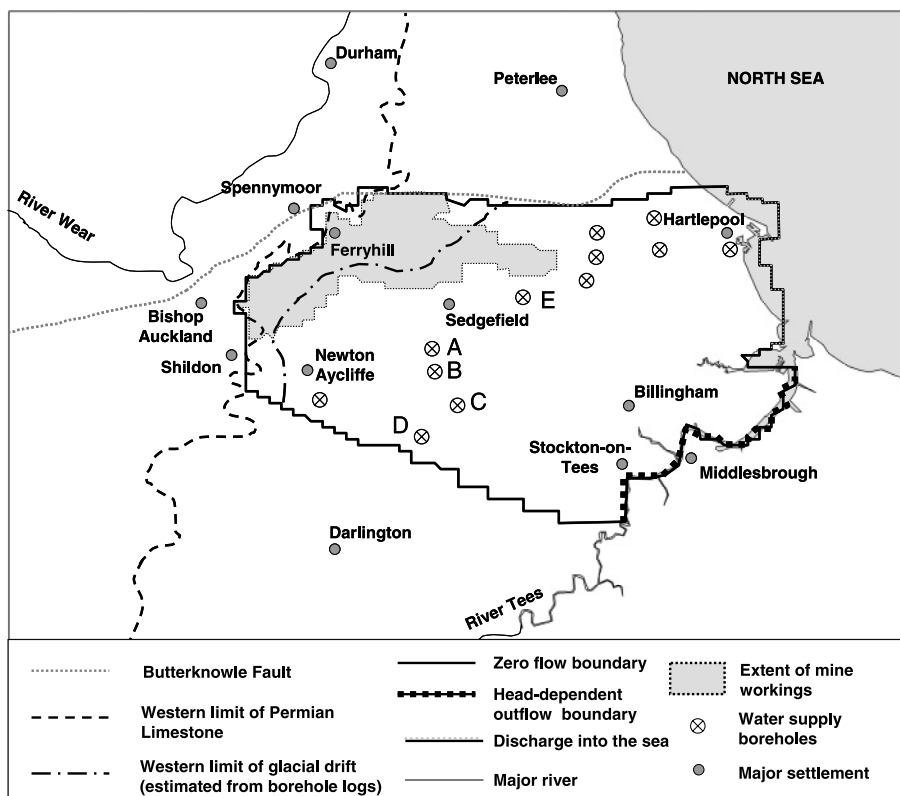 Durham
Peterlee
NORTH SEA
Spennymoor
River Wear
Hartlepool
Ferryhill
E
Bishop
Auckland
Sedgefield
A
Shildon
Newton
Aycliffe
B
C
Billingham
D
Stockton-on-
Tees
Middlesbrough
Darlington
River Tees
Butterknowle Fault
Western limit of Permian
Limestone
Western limit of glacial drift
(estimated from borehole logs)
Zero flow boundary
Head-dependent
outflow boundary
Discharge into the sea
Major river
Extent of mine
workings
Water supply
boreholes
Major settlement